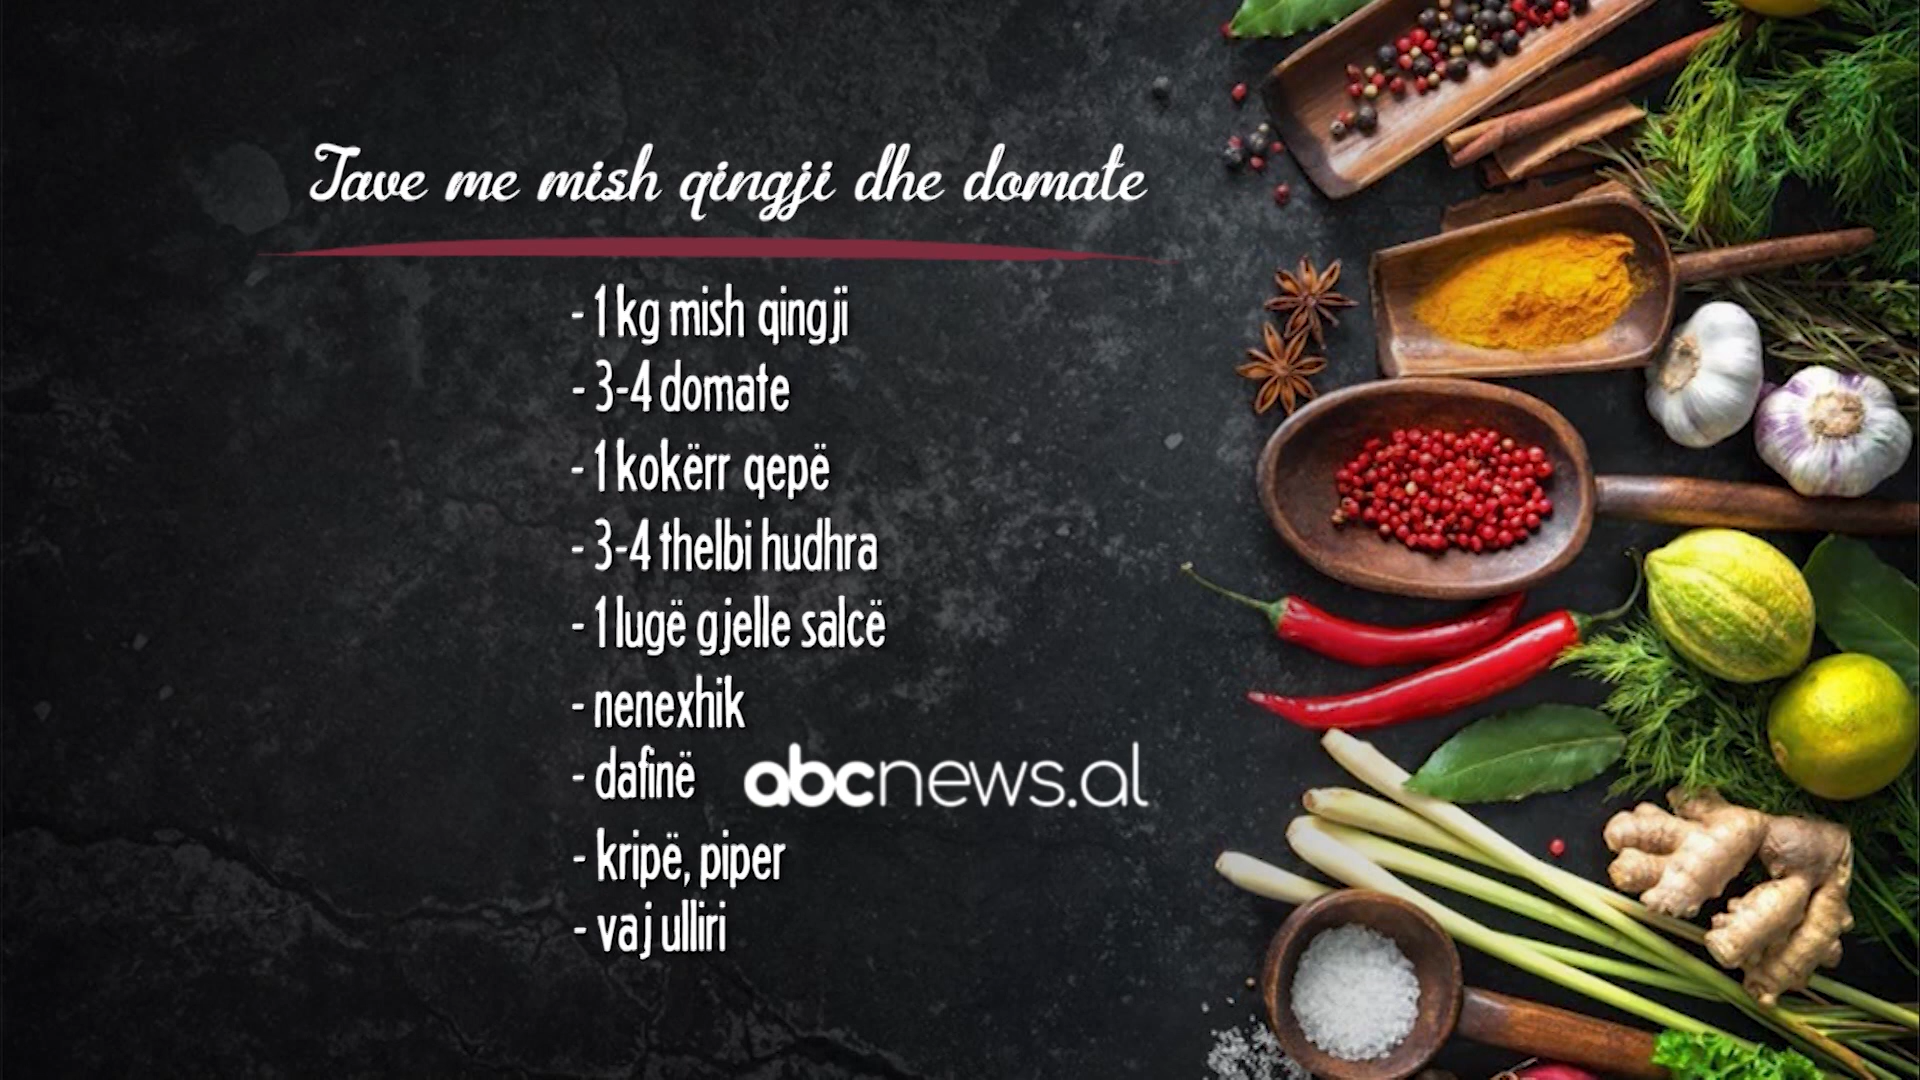 Tave me mish qingji dhe domate
- 1 kg mish qingji
- 3-4 domate
- 1 kokërr qepë
- 3-4 thelbi hudhra
- 1 lugë gjelle salcë
- nenexhik
- dafinë
abcnews.al
- kripë, piper
- vaj ulliri